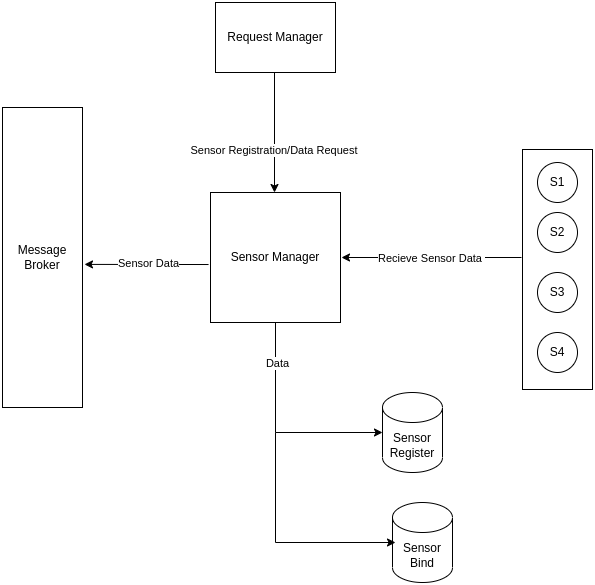 Request Manager
Sensor Registration/Data Request
S1
S2
Message
Broker
Sensor Data
Sensor Manager
Recieve Sensor Data
S3
S4
Data
Sensor
Register
Sensor
Bind